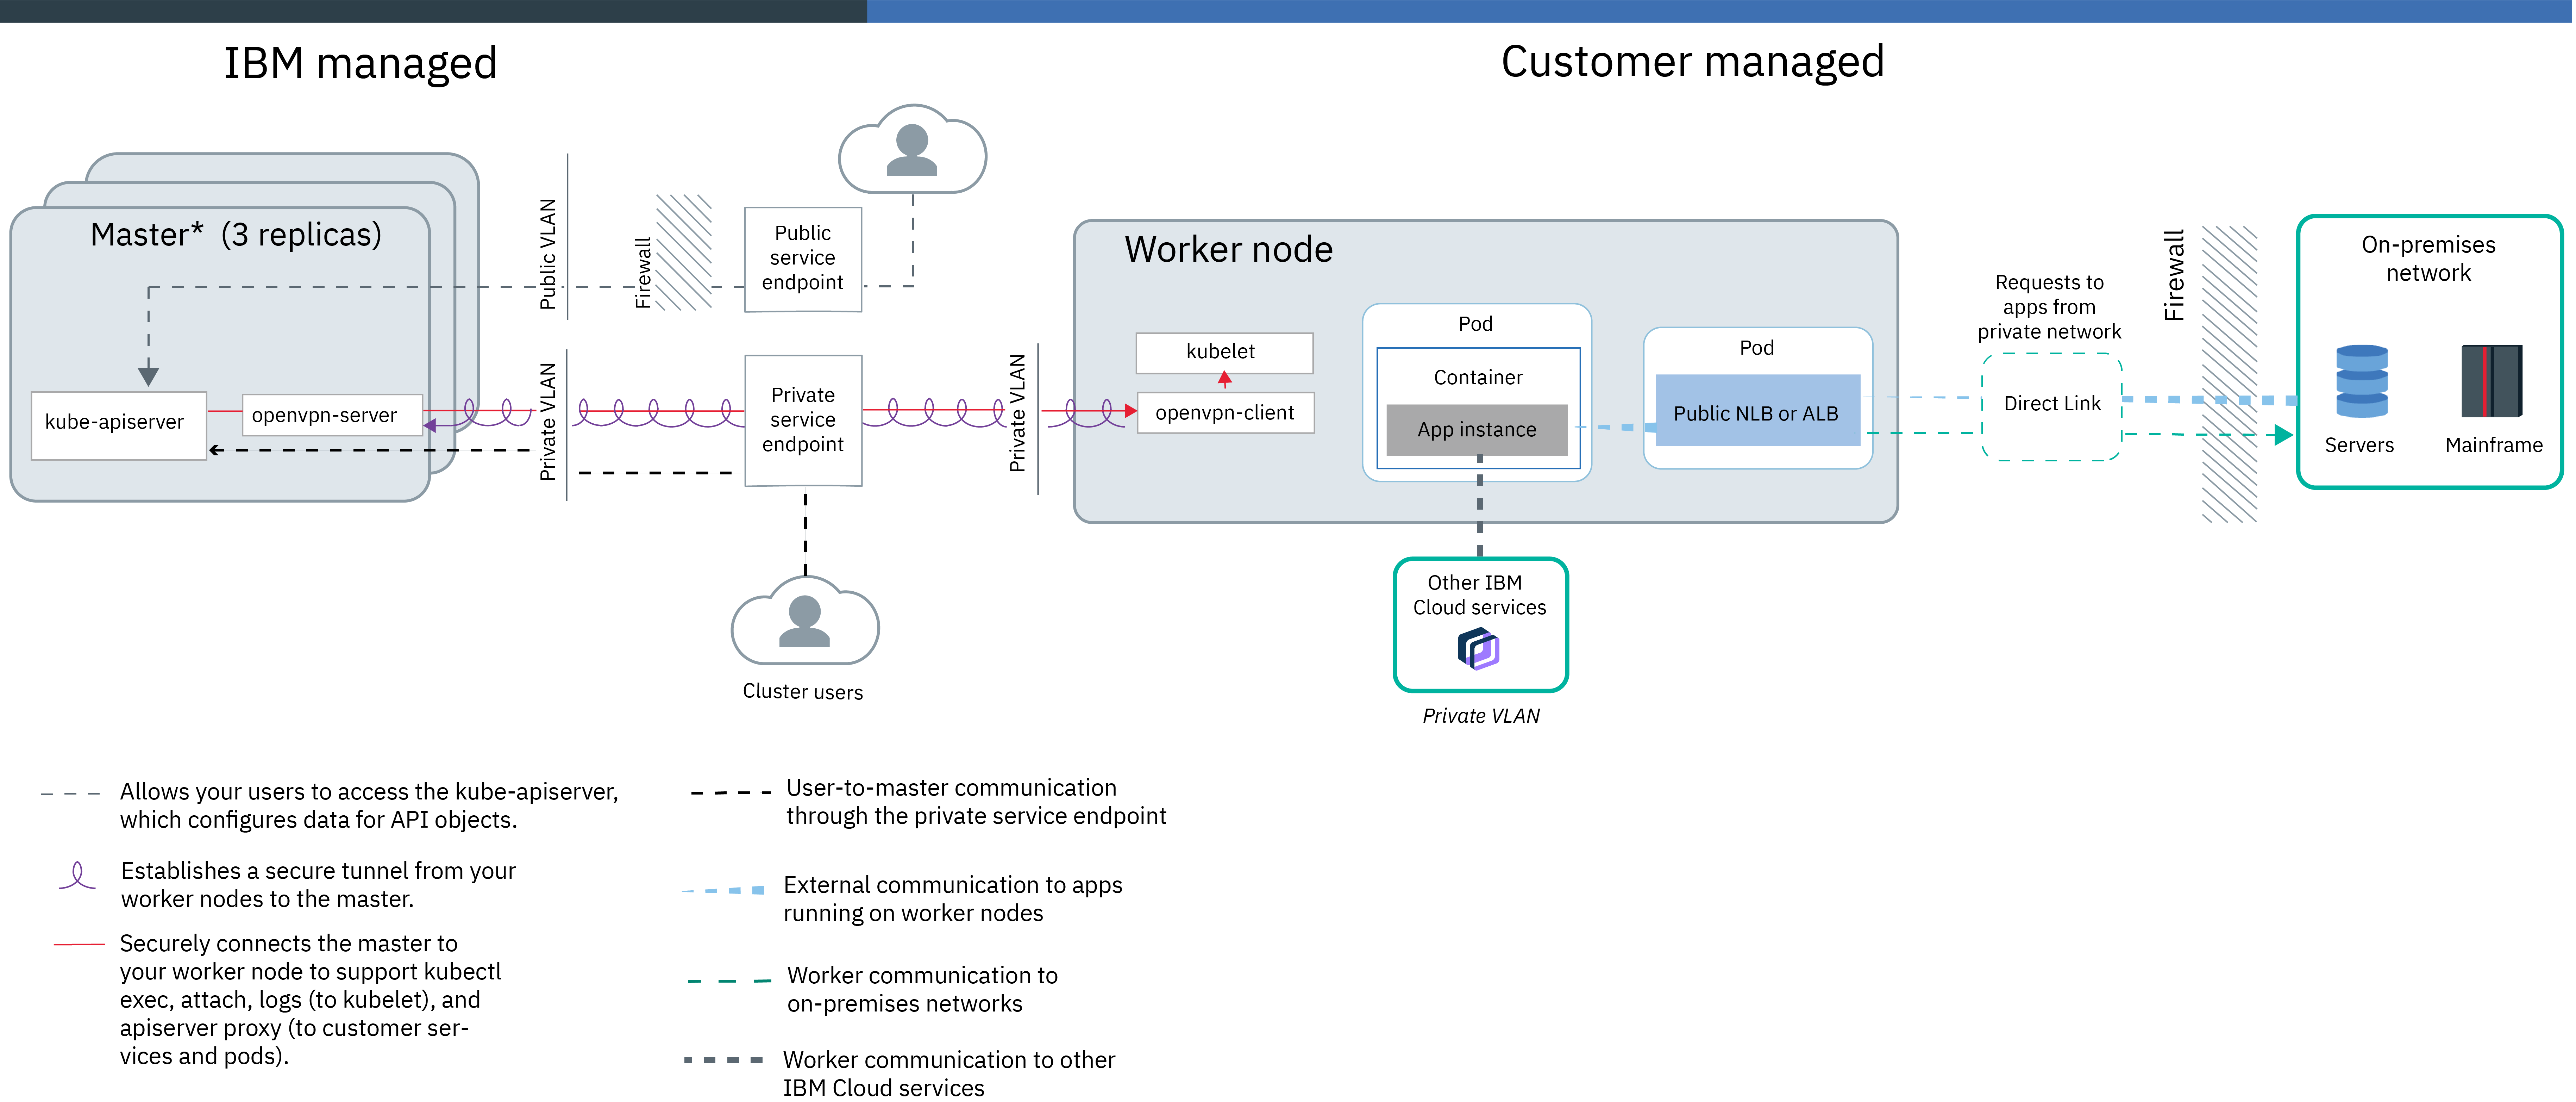 IBM managed
Customer managed
Master* (3 replicas)
kube-apiserver
openvpn-server
Public VLAN
Firewall
Public
service
endpoint
Private VLAN
Private
service
endpoint
Cluster users
Private VLAN
Worker node
kubelet
openvpn-client
Pod
Container
App instance
Pod
Public NLB or ALB
Other IBM
Cloud services
Private VLAN
Requests to
apps from
private network
Direct Link
Firewall
On-premises
network
Servers
Mainframe
Allows your users to access the kube-apiserver,
which configures data for API objects.
Establishes a secure tunnel from your
worker nodes to the master.
Securely connects the master to
your worker node to support kubectl
exec, attach, logs (to kubelet), and
apiserver proxy (to customer ser-
vices and pods).
User-to-master communication
through the private service endpoint
External communication to apps
running on worker nodes
Worker communication to
on-premises networks
Worker communication to other
IBM Cloud services